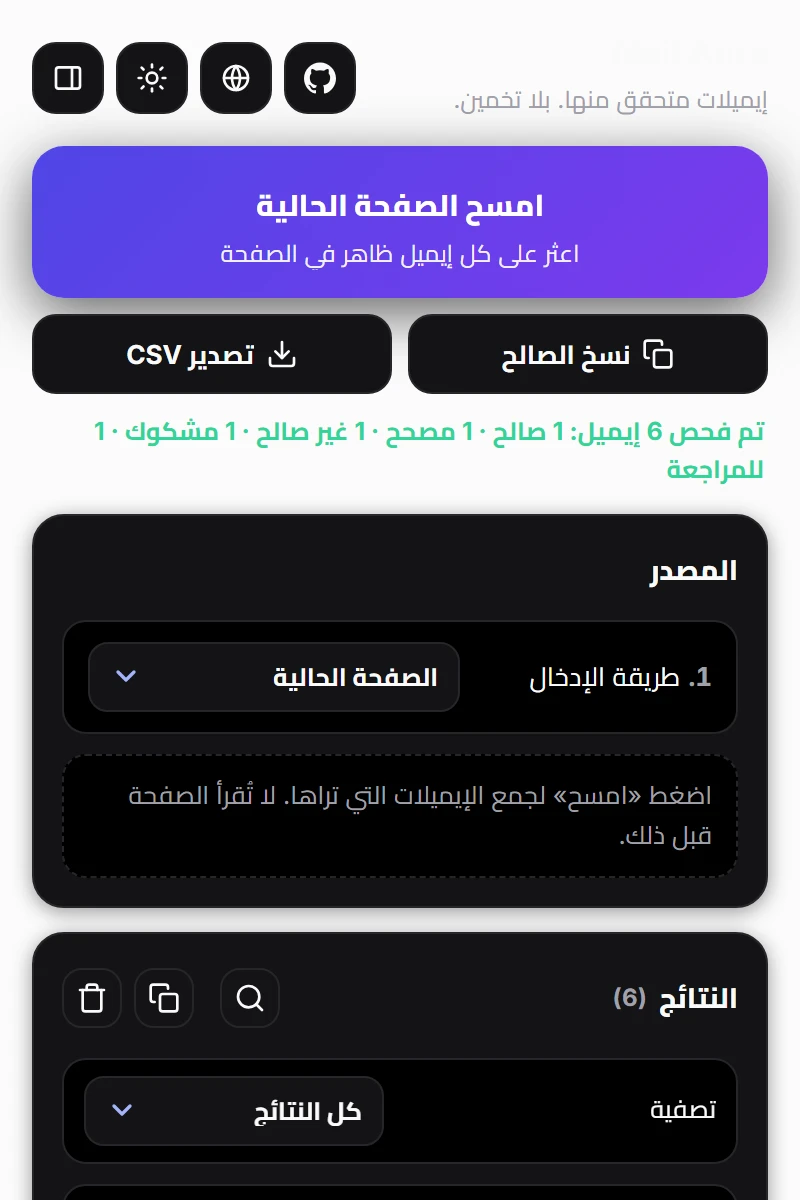 إيميلات متحقق منها. بلا تخمين.
امسح الصفحة الحالية
اعثر على كل إيميل ظاهر في الصفحة
نسخ الصالح
تصدير CSV
تم فحص 6 إيميل: 1 صالح · 1 مصحح · 1 غير صالح · 1 مشكوك · 1
للمراجعة
المصدر
1. طريقة الإدخال
الصفحة الحالية
اضغط «امسح» لجمع الإيميلات التي تراها. لا تُقرأ الصفحة
قبل ذلك.
النتائج (6)
تصفية
كل النتائج